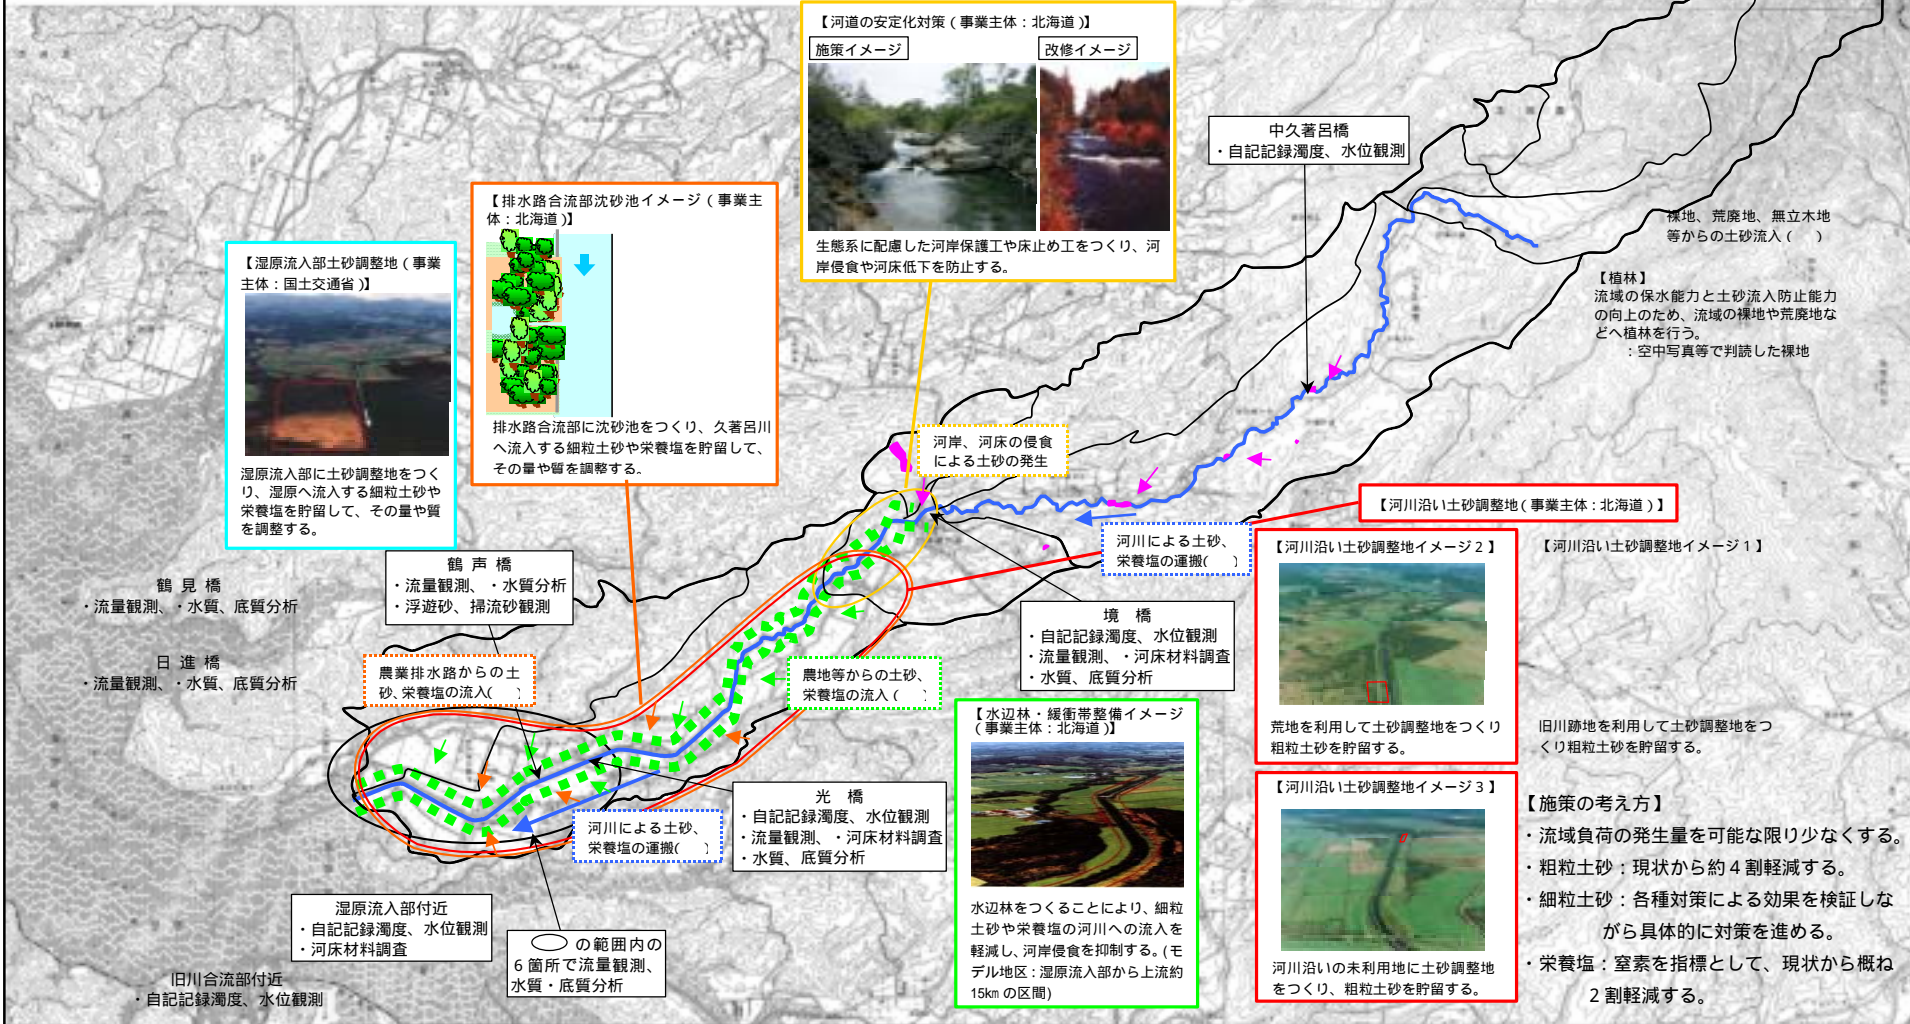 【河道の安定化対策（事業主体：北海道）】
施策イメージ
改修イメージ
生態系に配慮した河岸保護工や床止め工をつくり、河
岸侵食や河床低下を防止する。
中久著呂橋
・自記記録濁度、水位観測
裸地、荒廃地、無立木地
等からの土砂流入（　）
【植林】
流域の保水能力と土砂流入防止能力
の向上のため、流域の裸地や荒廃地な
どへ植林を行う。
：空中写真等で判読した裸地
【排水路合流部沈砂池イメージ（事業主
体：北海道）】
排水路合流部に沈砂池をつくり、久著呂川
へ流入する細粒土砂や栄養塩を貯留して、
その量や質を調整する。
【湿原流入部土砂調整地（事業
主体：国土交通省）】
湿原流入部に土砂調整地をつく
り、湿原へ流入する細粒土砂や
栄養塩を貯留して、その量や質
を調整する。
河岸、河床の侵食
による土砂の発生
【河川沿い土砂調整地（事業主体：北海道）】
河川による土砂、
栄養塩の運搬（　）
【河川沿い土砂調整地イメージ２】
荒地を利用して土砂調整地をつくり
粗粒土砂を貯留する。
【河川沿い土砂調整地イメージ１】
旧川跡地を利用して土砂調整地をつ
くり粗粒土砂を貯留する。
鶴見橋
・流量観測、・水質、底質分析
日進橋
・流量観測、・水質、底質分析
鶴声橋
・流量観測、・水質分析
・浮遊砂、掃流砂観測
境橋
・自記記録濁度、水位観測
・流量観測、・河床材料調査
・水質、底質分析
農業排水路からの土
砂、栄養塩の流入（　）
農地等からの土砂、
栄養塩の流入（　）
【水辺林・緩衝帯整備イメージ
（事業主体：北海道）】
水辺林をつくることにより、細粒
土砂や栄養塩の河川への流入を
軽減し、河岸侵食を抑制する。（モ
デル地区：湿原流入部から上流約
15kmの区間）
光橋
・自記記録濁度、水位観測
・流量観測、・河床材料調査
・水質、底質分析
河川による土砂、
栄養塩の運搬（　）
【河川沿い土砂調整地イメージ３】
河川沿いの未利用地に土砂調整地
をつくり、粗粒土砂を貯留する。
湿原流入部付近
・自記記録濁度、水位観測
・河床材料調査
の範囲内の
６箇所で流量観測、
水質・底質分析
旧川合流部付近
・自記記録濁度、水位観測
【施策の考え方】
・流域負荷の発生量を可能な限り少なくする。
・粗粒土砂：現状から約４割軽減する。
・細粒土砂：各種対策による効果を検証しな
がら具体的に対策を進める。
・栄養塩：窒素を指標として、現状から概ね
２割軽減する。